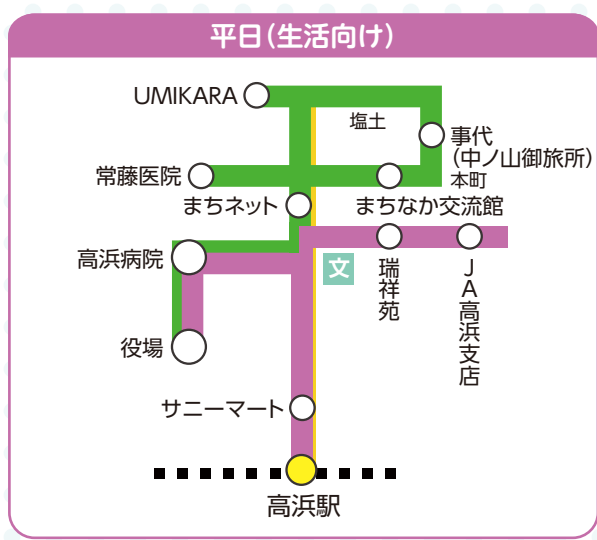 平日(生活向け)
UMIKARA
塩土
事代
(中ノ山御旅所)
本町
常藤医院
まちネット
まちなか交流館
高浜病院
文
瑞祥苑
JA高浜支店
役場
サニーマート
高浜駅